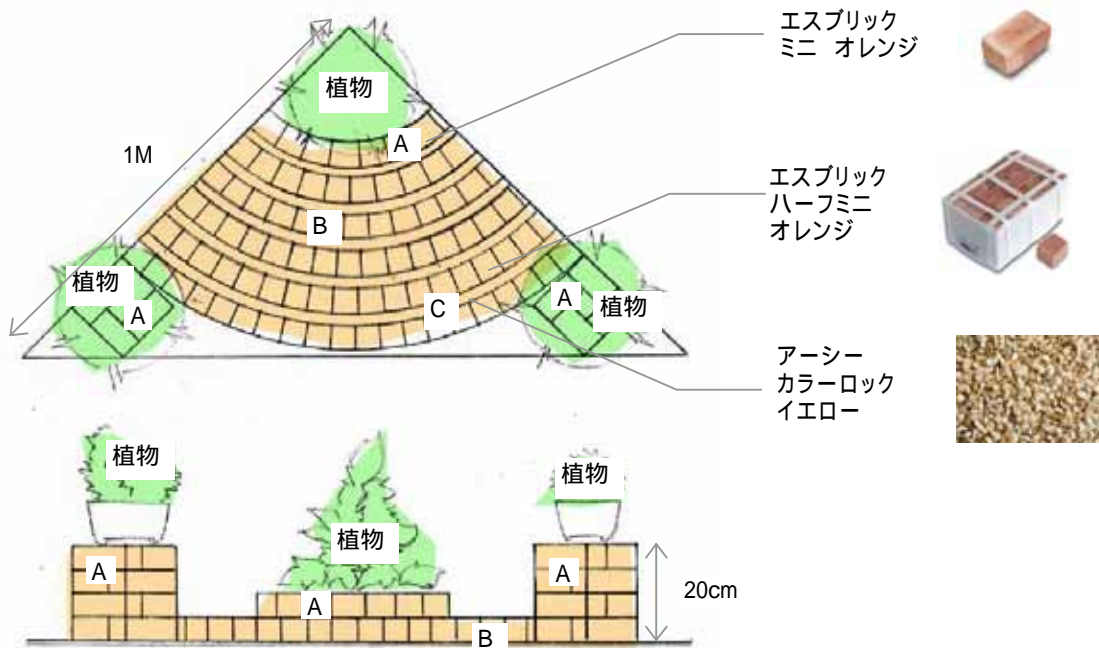 エスブリック
ミニ オレンジ
植物
A
1M
エスブリック
ハーフミニ
オレンジ
B
植物
A
C
A
植物
アーシー
カラーロック
イエロー
植物
植物
植物
A
A
A
20cm
B